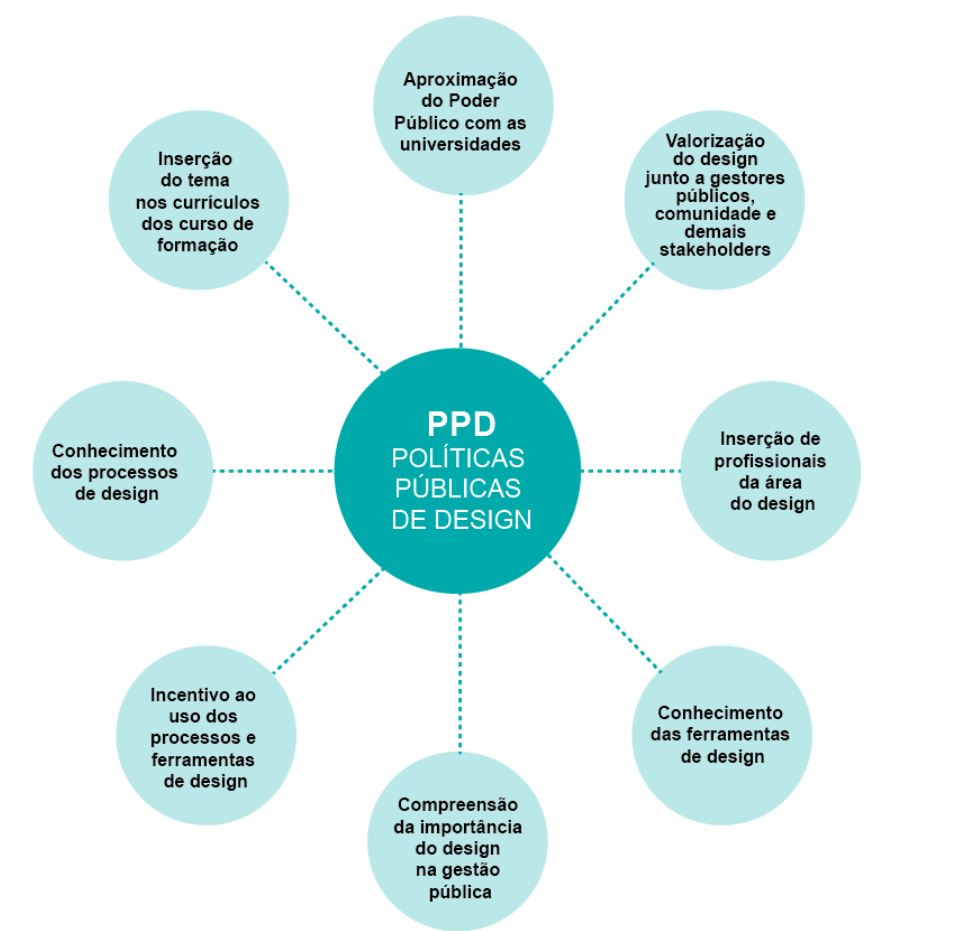 Aproximação
do Poder
Público com as
universidades
Valorização
do design
junto a gestores
públicos,
comunidade e
demais
stakeholders
Inserção
do tema
nos currículos
dos curso de
formação
PPD
POLÍTICAS
PÚBLICAS
DE DESIGN
Inserção de
profissionais
da área
do design
Conhecimento
dos processos
de design
Incentivo ao
uso dos
processos e
ferramentas
de design
Conhecimento
das ferramentas
de design
Compreensão
da importância
do design
na gestão
pública